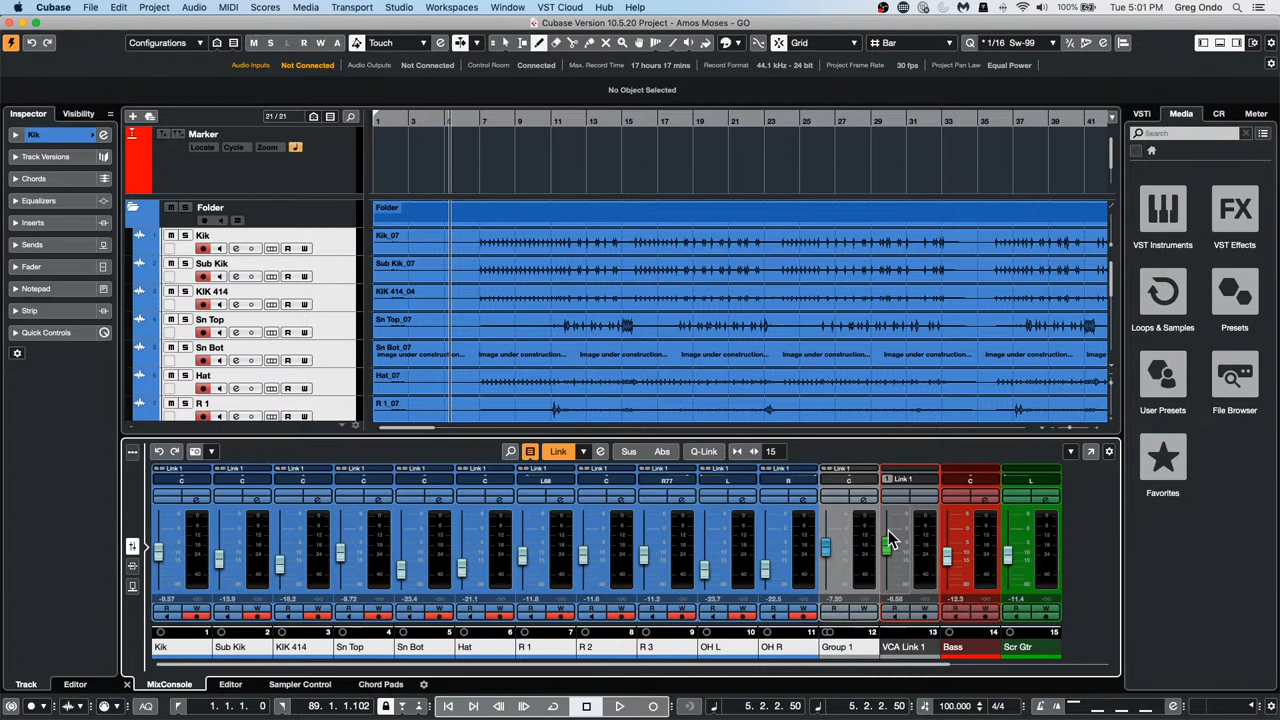 Cubase File Edit Project Audio MIDI Scores Media Transport Studio Workspaces Window VST Cloud Hub Help 100% Tue 5:01 PM Greg Ondo
Cubase Version 10.5.20 Project - Amos Moses - GO
Configurations M S L R W A Touch Grid Bar Q 1/16 Sw-99
Audio Inputs Not Connected Audio Outputs Not Connected Control Room Connected Max. Record Time 17 hours 17 mins Record Format 44.1 kHz - 24 bit Project Frame Rate 30 fps Project Pan Law Equal Power
No Object Selected
Inspector Visibility
21 / 21
1 3 7 9 11 13 15 17 19 21 23 25 27 29 31 33 35 37 39 41
VSTi Media CR Meter
Search
Kik
Track Versions
Chords
Equalizers
Inserts
Sends
Fader
Notepad
Strip
Quick Controls
Marker
Locate Cycle Zoom
M S Folder
Folder
M S Kik
R W
Kik_07
M S Sub Kik
R W
Sub Kik_07
M S KIK 414
R W
KIK 414_04
M S Sn Top
R W
Sn Top_07
M S Sn Bot
R W
Sn Bot_07
Image under construction... Image under construction... Image under construction... Image under construction... Image under construction... Image under construction... Image under construction...
M S Hat
R W
Hat_07
M S R 1
R W
R 1_07
VST Instruments VST Effects
Loops & Samples Presets
User Presets File Browser
Favorites
Link Sus Abs Q-Link 15
Link 1 Link 1 Link 1 Link 1 Link 1 Link 1 Link 1 Link 1 Link 1 Link 1 Link 1 Link 1
C C C C C C L68 C R77 L R C 1 Link 1 C L
-9.57 -13.9 -18.2 -9.72 -23.4 -21.1 -11.8 -11.6 -11.2 -23.7 -22.5 -7.20 -6.58 -12.3 -11.4
R W R W R W R W R W R W R W R W R W R W R W R W R W R W R W
1 2 3 4 5 6 7 8 9 10 11 12 13 14 15
Kik Sub Kik KIK 414 Sn Top Sn Bot Hat R 1 R 2 R 3 OH L OH R Group 1 VCA Link 1 Bass Scr Gtr
Track Editor MixConsole Editor Sampler Control Chord Pads
AQ 1. 1. 1. 0 89. 1. 1.102 5. 2. 2. 50 5. 2. 2. 50 100.000 4/4